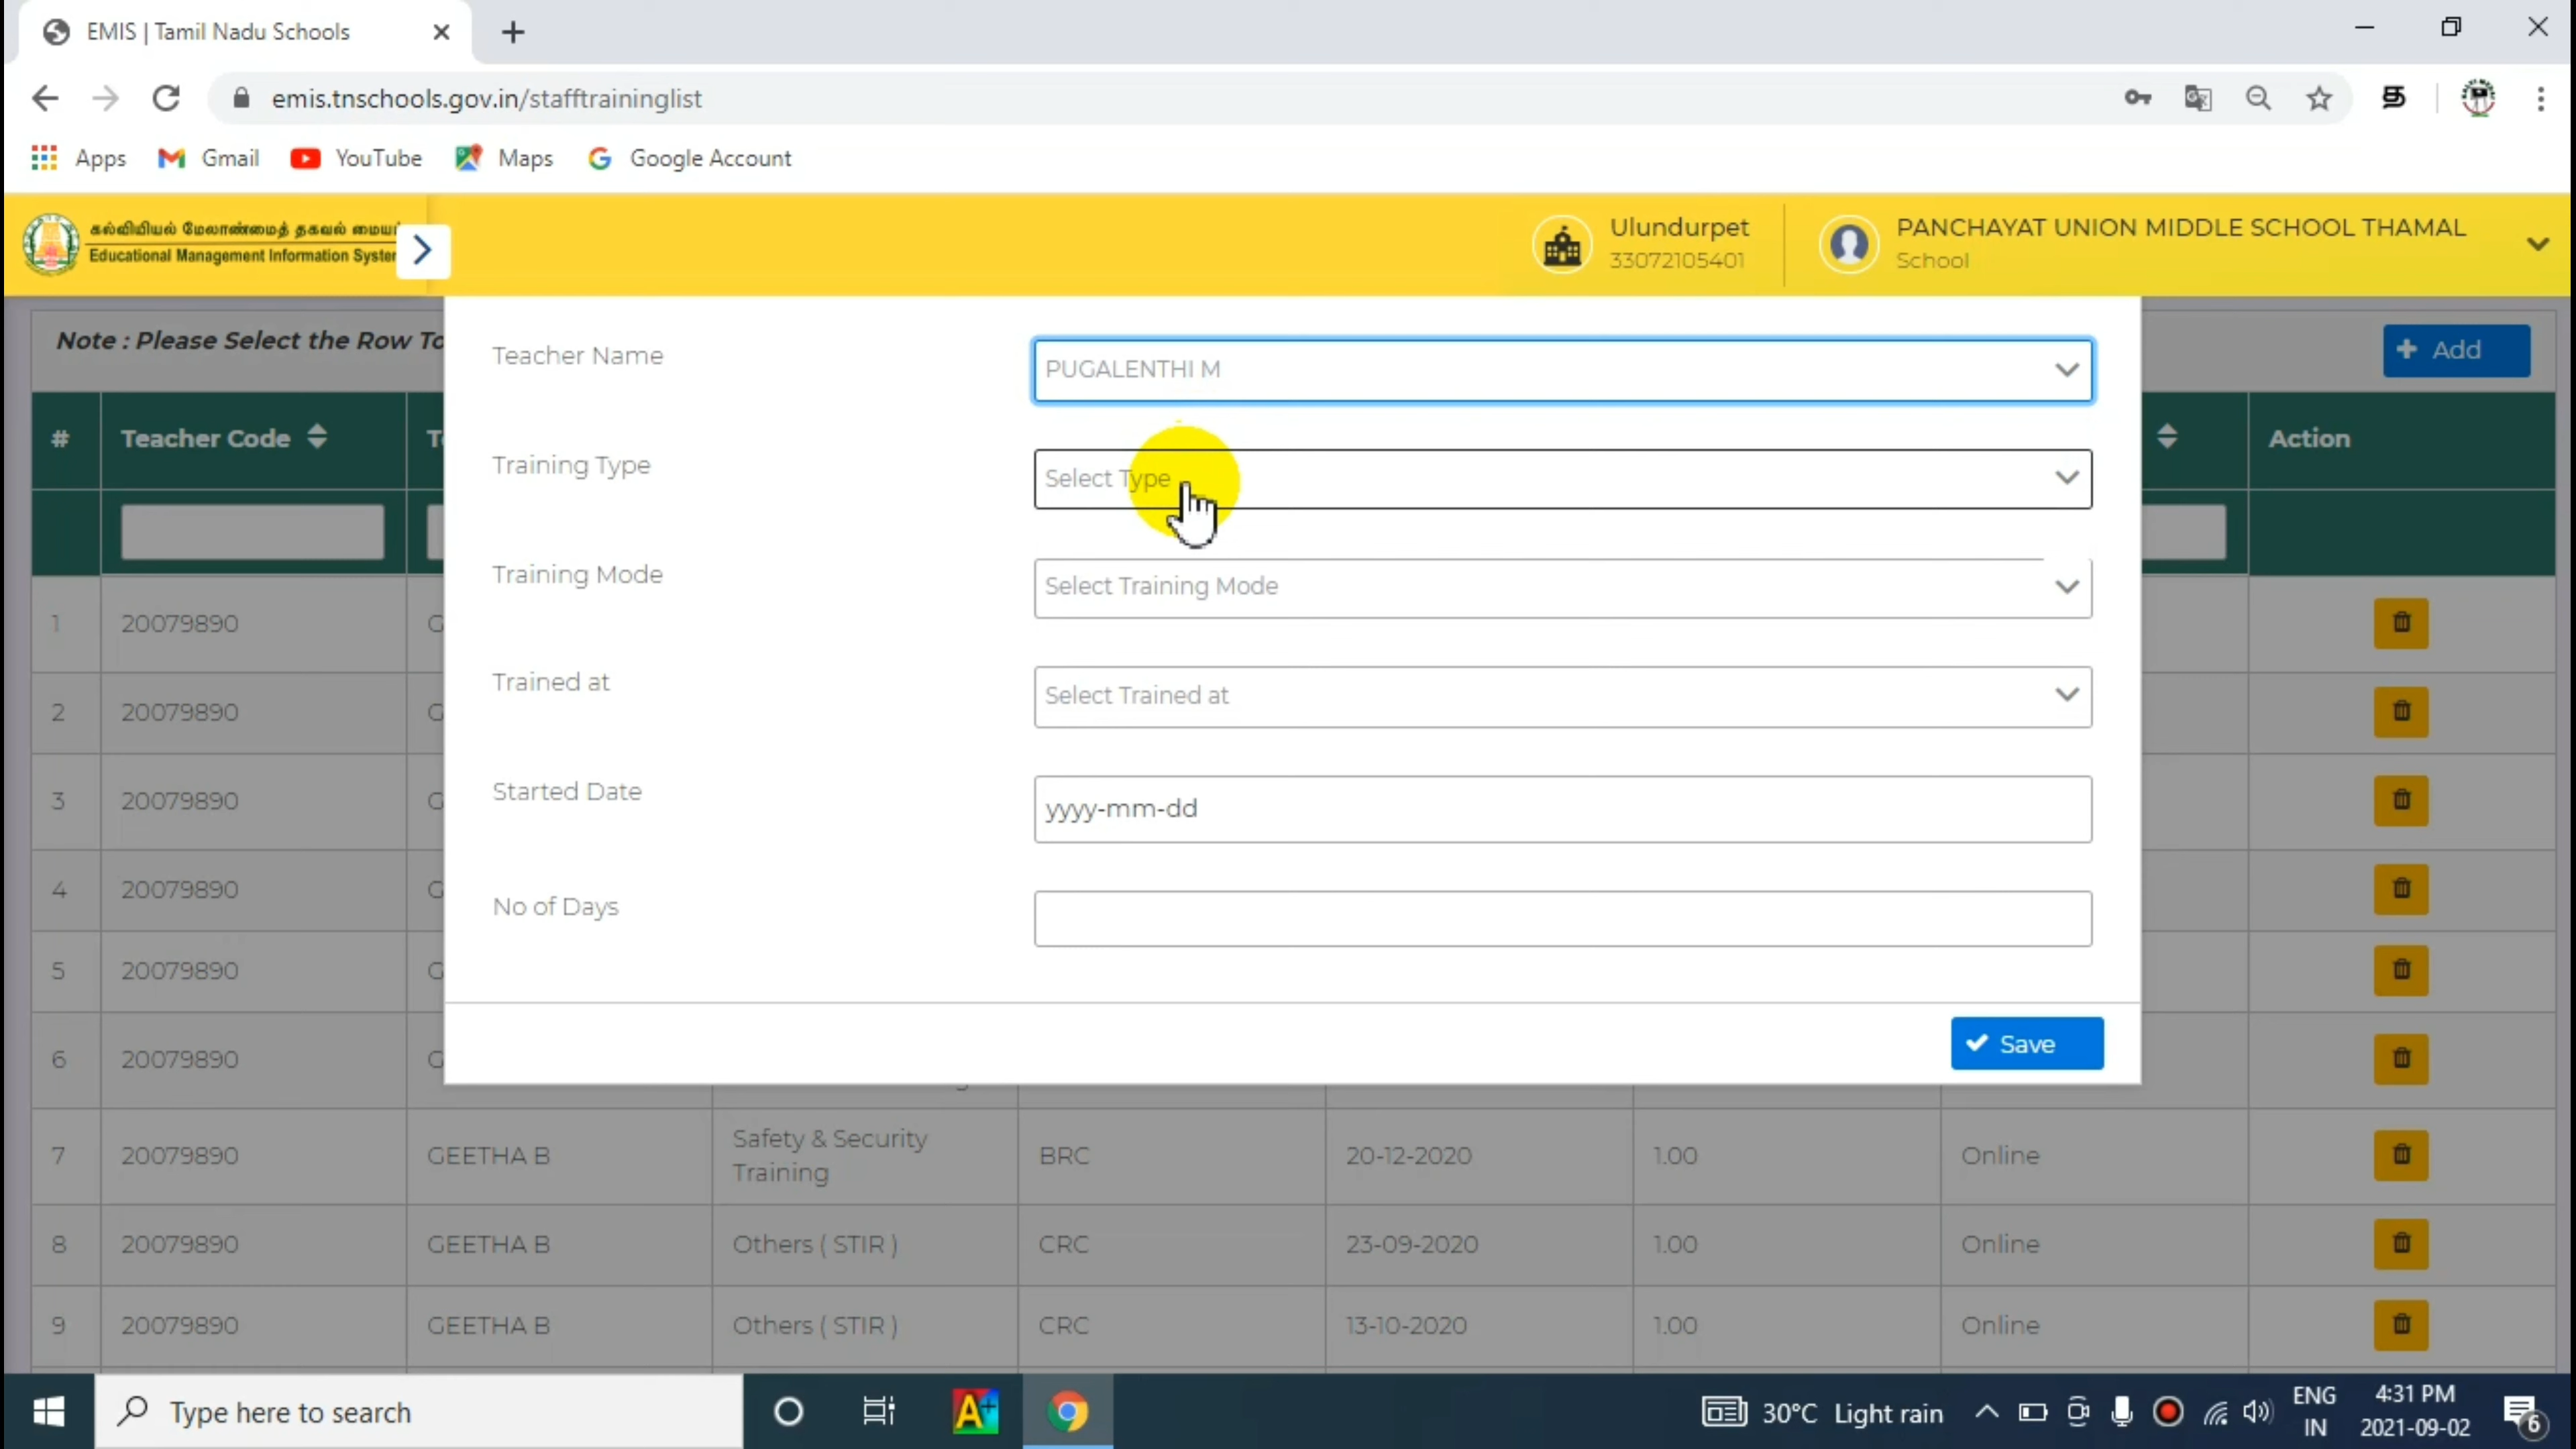 EMIS | Tamil Nadu Schools
emis.tnschools.gov.in/stafftraininglist
Apps Gmail YouTube Maps Google Account
கல்வியியல் மேலாண்மைத் தகவல்
Educational Management Information
Ulundurpet
33072105401
PANCHAYAT UNION MIDDLE SCHOOL THAMAL
School
Note : Please Select the Row
Add
# Teacher Code Action
Teacher Name PUGALENTHI M
Training Type Select Type
Training Mode Select Training Mode
Trained at Select Trained at
Started Date yyyy-mm-dd
No of Days
Save
1 20079890 G
2 20079890 G
3 20079890 G
4 20079890 G
5 20079890 G
6 20079890 G
7 20079890 GEETHA B Safety & Security Training BRC 20-12-2020 1.00 Online
8 20079890 GEETHA B Others ( STIR ) CRC 23-09-2020 1.00 Online
9 20079890 GEETHA B Others ( STIR ) CRC 13-10-2020 1.00 Online
Type here to search
A+
30°C Light rain
ENG
IN
4:31 PM
2021-09-02
6